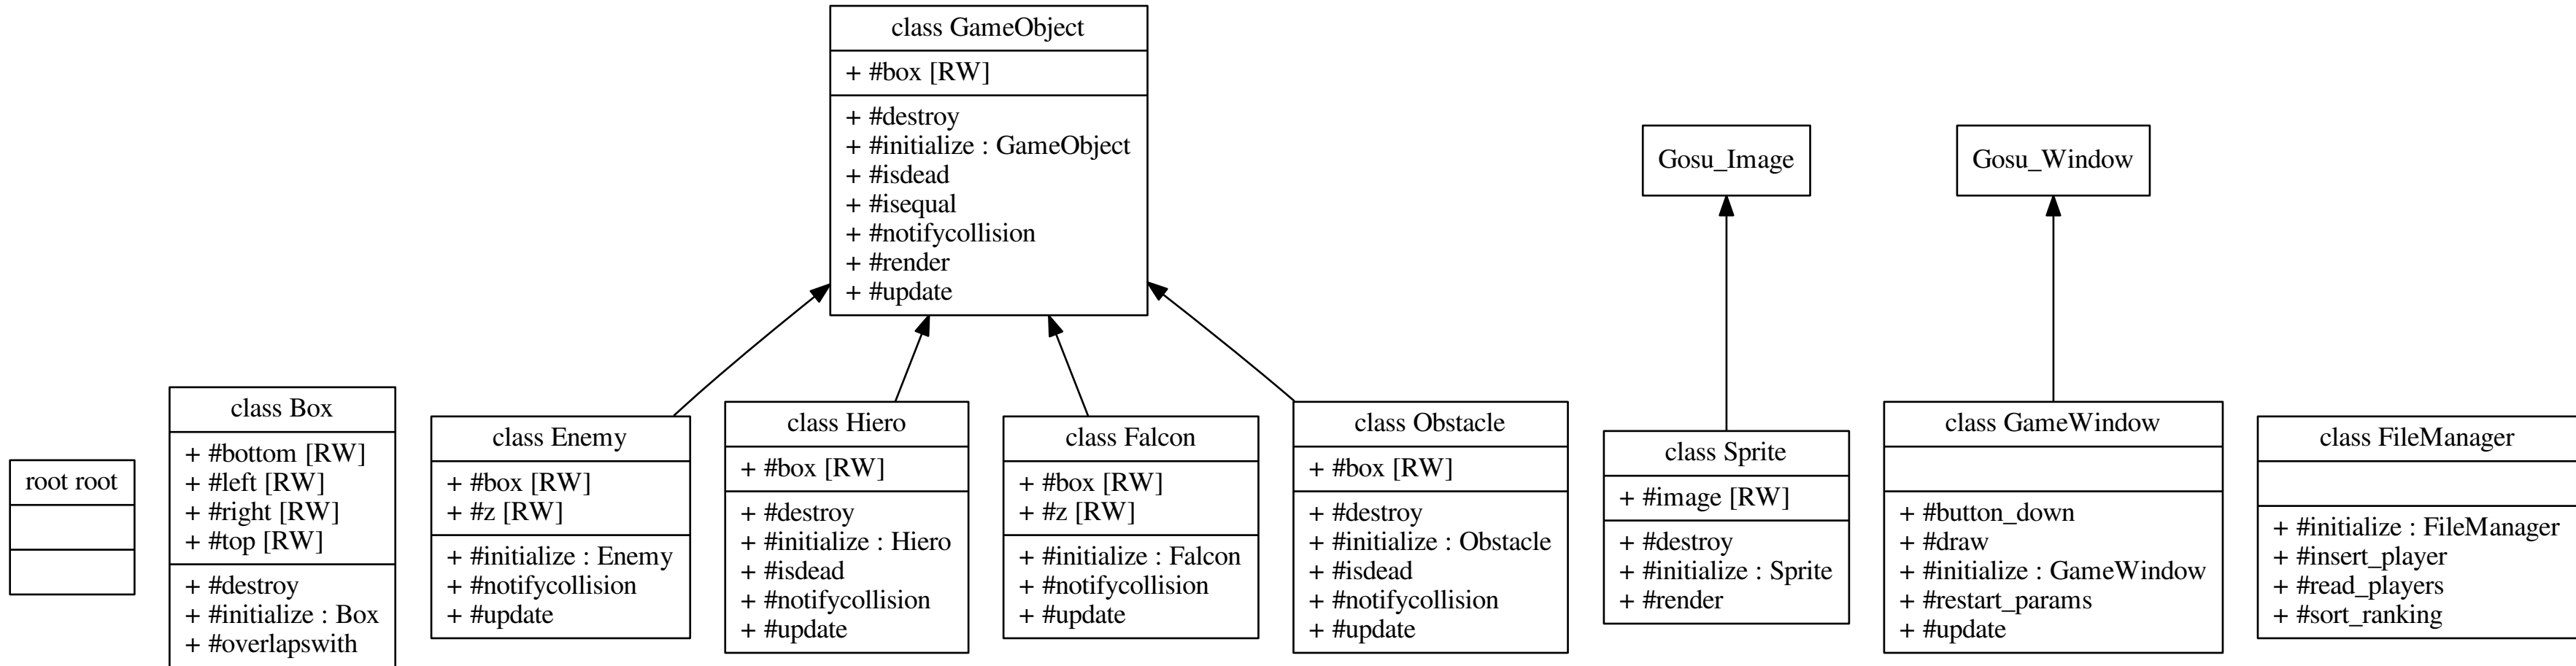 class GameObject
+ #box [RW]
+ #destroy
+ #initialize : GameObject
+ #isdead
+ #isequal
+ #notifycollision
+ #render
+ #update
Gosu_Image
Gosu_Window
root root
class Box
+ #bottom [RW]
+ #left [RW]
+ #right [RW]
+ #top [RW]
+ #destroy
+ #initialize : Box
+ #overlapswith
class Enemy
+ #box [RW]
+ #z [RW]
+ #initialize : Enemy
+ #notifycollision
+ #update
class Hiero
+ #box [RW]
+ #destroy
+ #initialize : Hiero
+ #isdead
+ #notifycollision
+ #update
class Falcon
+ #box [RW]
+ #z [RW]
+ #initialize : Falcon
+ #notifycollision
+ #update
class Obstacle
+ #box [RW]
+ #destroy
+ #initialize : Obstacle
+ #isdead
+ #notifycollision
+ #update
class Sprite
+ #image [RW]
+ #destroy
+ #initialize : Sprite
+ #render
class GameWindow
+ #button_down
+ #draw
+ #initialize : GameWindow
+ #restart_params
+ #update
class FileManager
+ #initialize : FileManager
+ #insert_player
+ #read_players
+ #sort_ranking